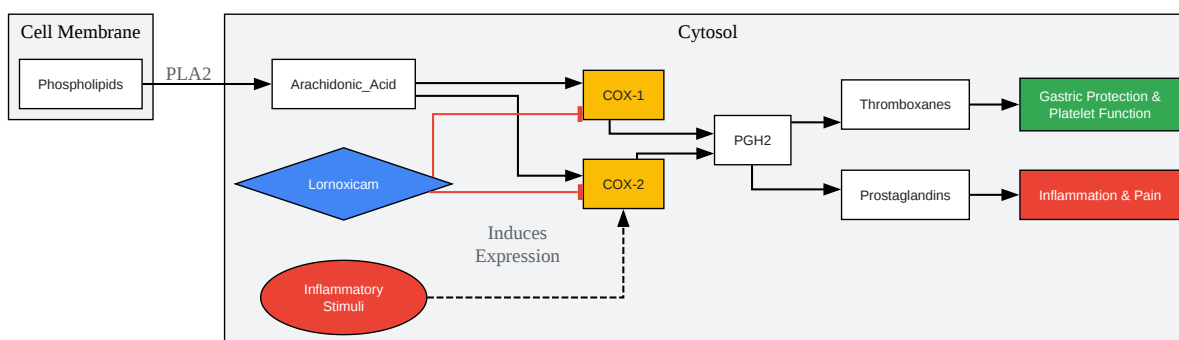 Cell Membrane
Cytosol
Phospholipids
PLA2
Arachidonic_Acid
COX-1
Thromboxanes
Gastric Protection &
Platelet Function
PGH2
Lornoxicam
COX-2
Prostaglandins
Inflammation & Pain
Induces
Expression
Inflammatory
Stimuli